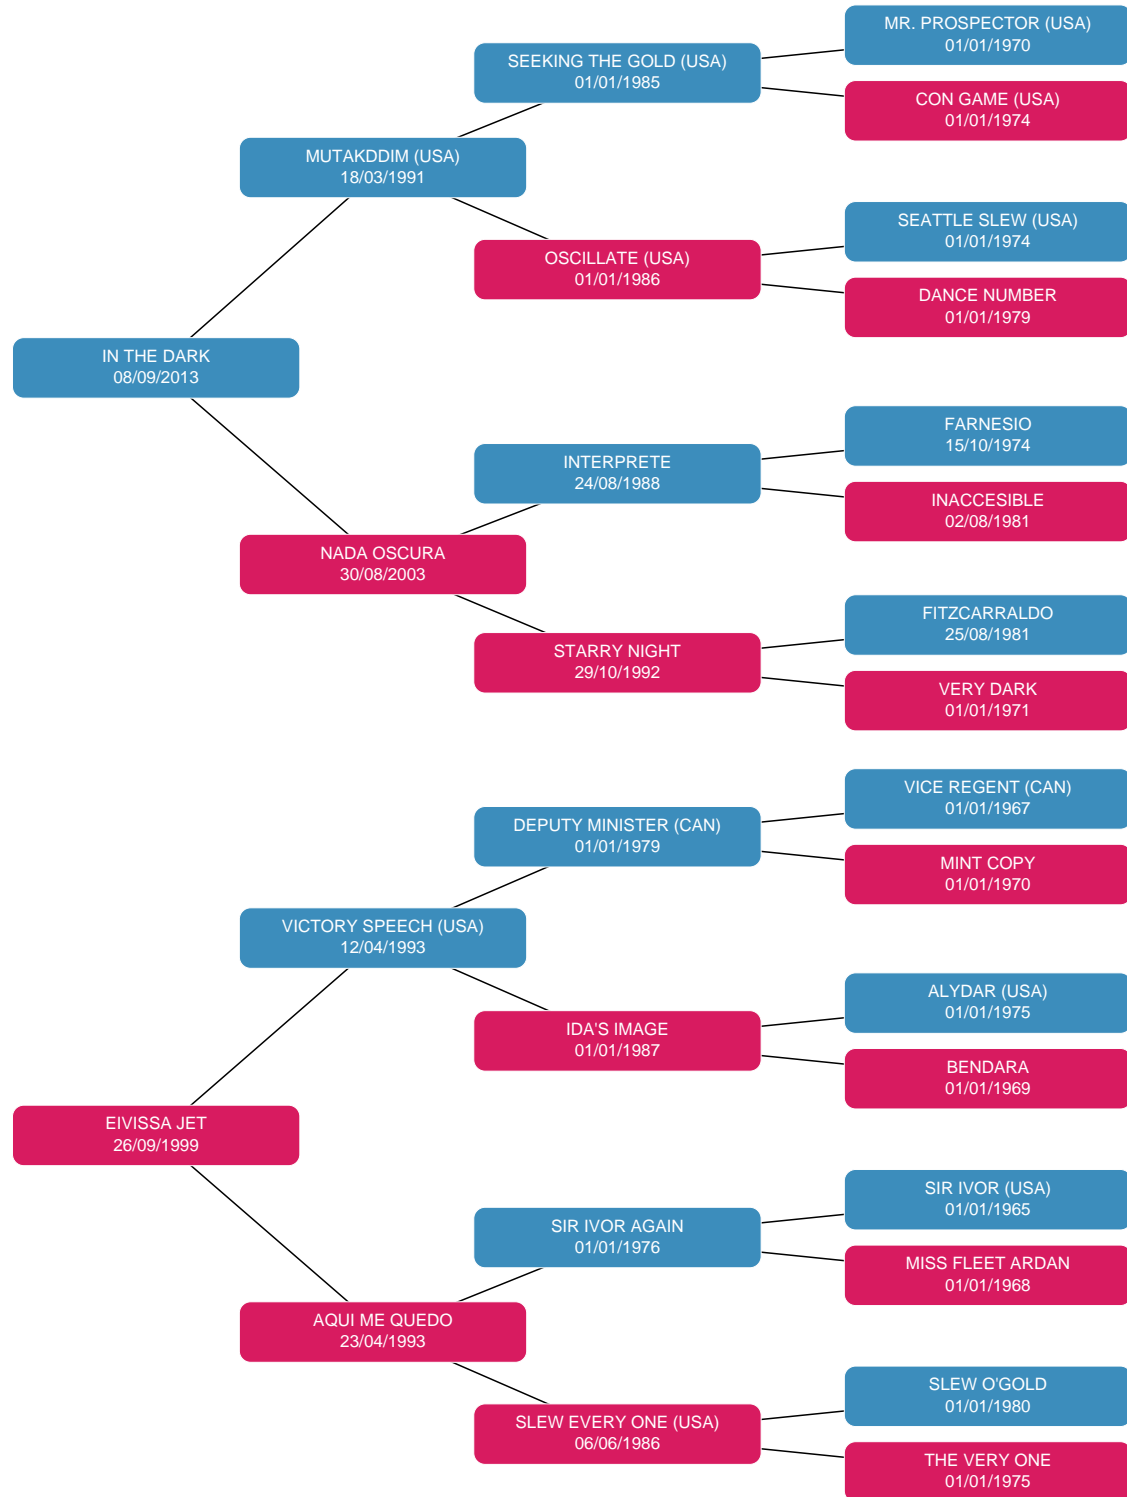 MR. PROSPECTOR (USA)
01/01/1970
SEEKING THE GOLD (USA)
01/01/1985
CON GAME (USA)
01/01/1974
MUTAKDDIM (USA)
18/03/1991
SEATTLE SLEW (USA)
01/01/1974
OSCILLATE (USA)
01/01/1986
DANCE NUMBER
01/01/1979
IN THE DARK
08/09/2013
FARNESIO
15/10/1974
INTERPRETE
24/08/1988
INACCESIBLE
02/08/1981
NADA OSCURA
30/08/2003
FITZCARRALDO
25/08/1981
STARRY NIGHT
29/10/1992
VERY DARK
01/01/1971
VICE REGENT (CAN)
01/01/1967
DEPUTY MINISTER (CAN)
01/01/1979
MINT COPY
01/01/1970
VICTORY SPEECH (USA)
12/04/1993
ALYDAR (USA)
01/01/1975
IDA'S IMAGE
01/01/1987
BENDARA
01/01/1969
EIVISSA JET
26/09/1999
SIR IVOR (USA)
01/01/1965
SIR IVOR AGAIN
01/01/1976
MISS FLEET ARDAN
01/01/1968
AQUI ME QUEDO
23/04/1993
SLEW O'GOLD
01/01/1980
SLEW EVERY ONE (USA)
06/06/1986
THE VERY ONE
01/01/1975